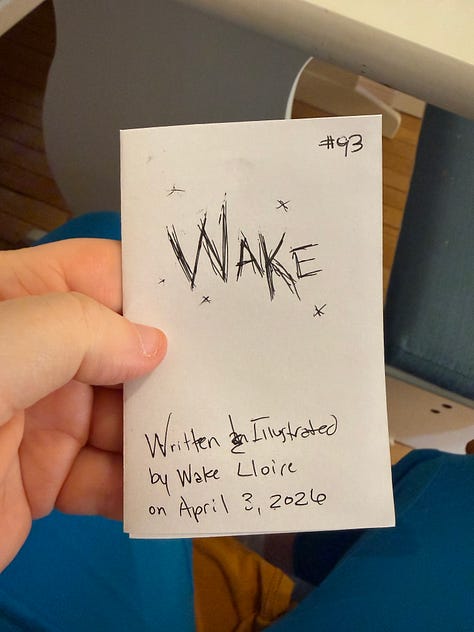 #93
WAKE
Written & Illustrated
by Wake Lloire
on April 3, 2026